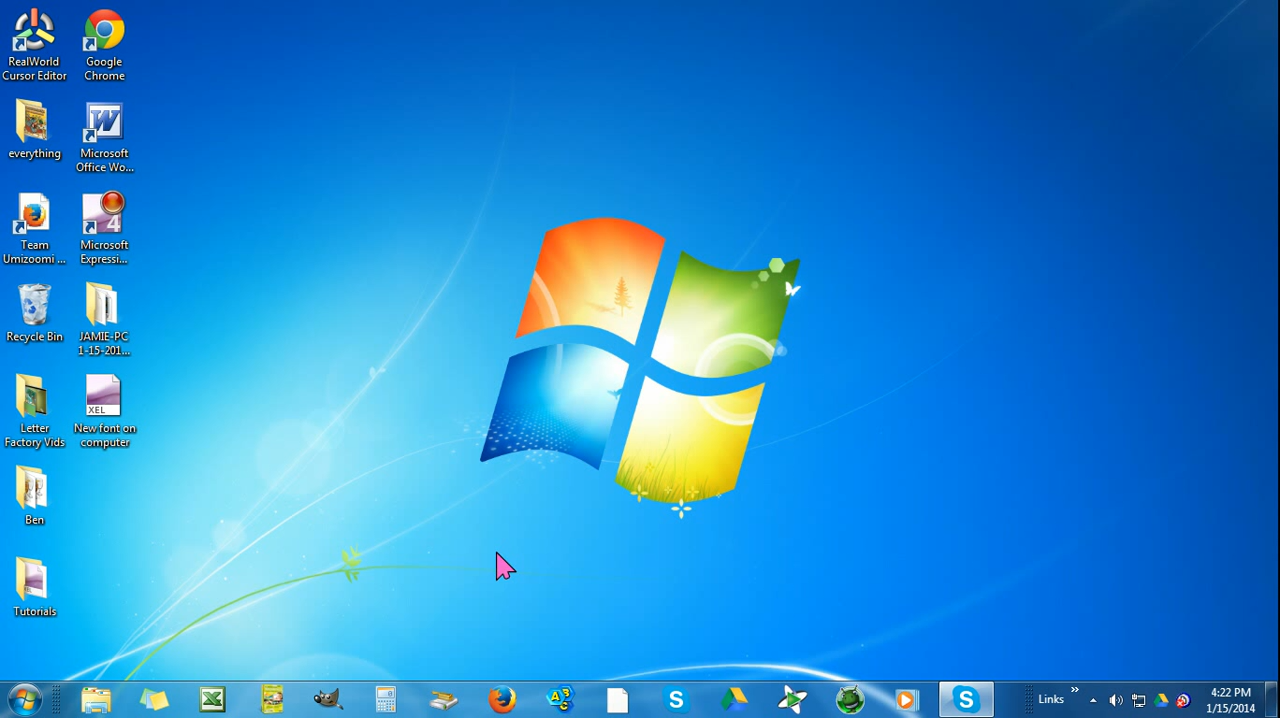 RealWorld
Cursor Editor
Google
Chrome
everything
Microsoft
Office Wo...
Team
Umizoomi ...
4
Microsoft
Expressi...
Recycle Bin
JAMIE-PC
1-15-201...
Letter
Factory Vids
XEL
New font on
computer
Ben
Tutorials
Links
4:22 PM
1/15/2014